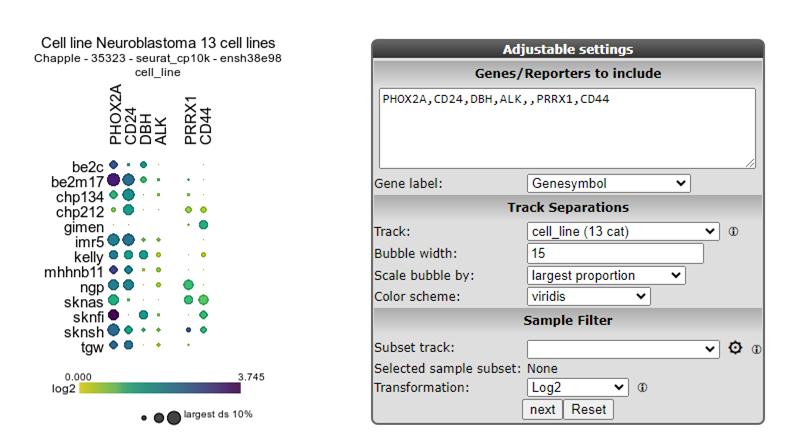 Cell line Neuroblastoma 13 cell lines
Chapple - 35323 - seurat_cp10k - ensh38e98
cell_line
PHOX2A
CD24
DBH
ALK
PRRX1
CD44
be2c
be2m17
chp134
chp212
gimen
imr5
kelly
mhhnb11
ngp
sknas
sknfi
sknsh
tgw
0.000 3.745
log2
largest ds 10%
Adjustable settings
Genes/Reporters to include
PHOX2A,CD24,DBH,ALK,,PRRX1,CD44
Gene label: Genesymbol
Track Separations
Track: cell_line (13 cat)
Bubble width: 15
Scale bubble by: largest proportion
Color scheme: viridis
Sample Filter
Subset track:
Selected sample subset: None
Transformation: Log2
next Reset